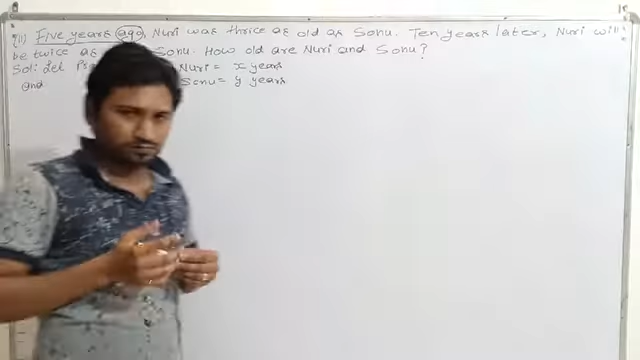 (ii) Five years ago, Nuri was thrice as old as Sonu. Ten years later, Nuri will
be twice as Sonu. How old are Nuri and Sonu?
Sol: Let Nuri = x years
and Sonu = y years